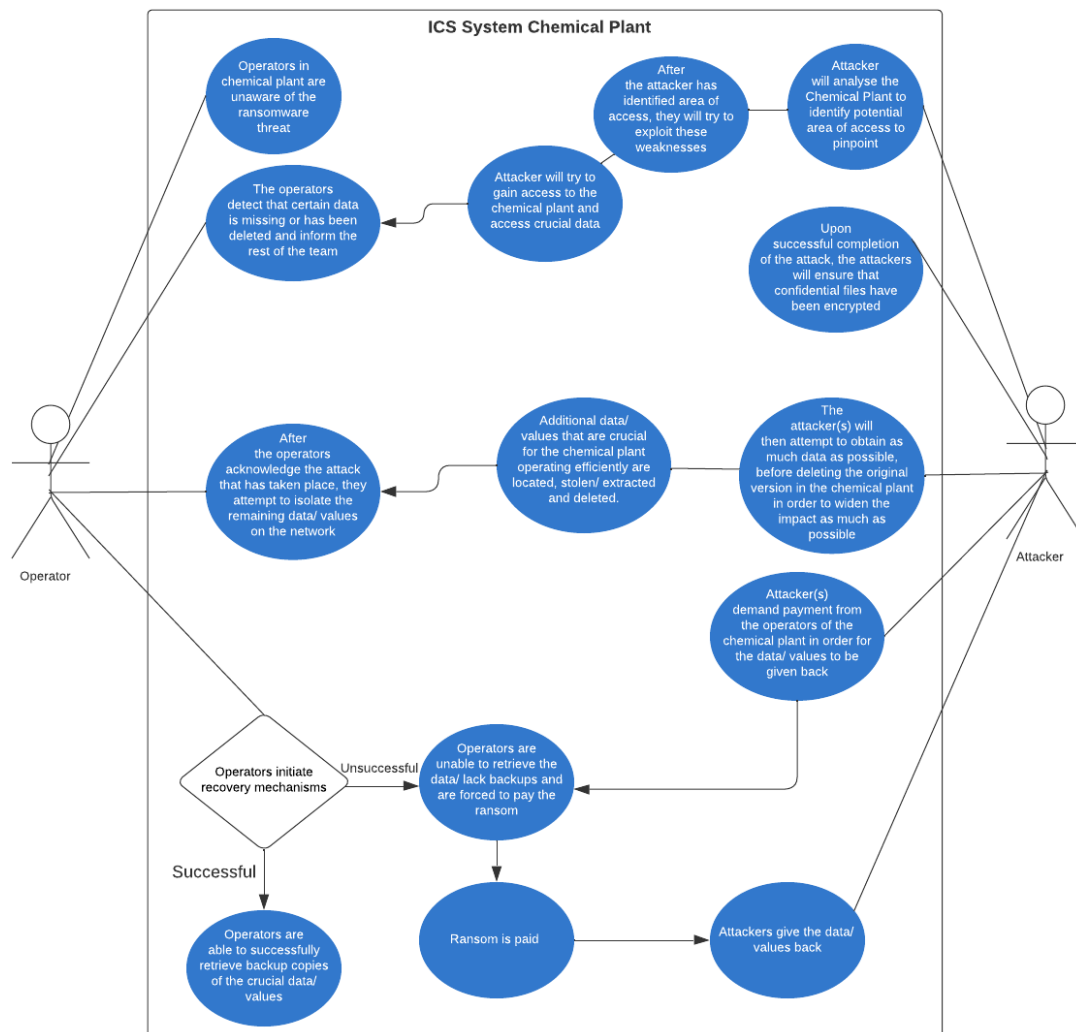 ICS System Chemical Plant
Operators in
chemical plant are
unaware of the
ransomware
threat
After
the attacker has
identified area of
access, they will try to
exploit these
weaknesses
Attacker
will analyse the
Chemical Plant to
identify potential
area of access to
pinpoint
The operators
detect that certain data
is missing or has been
deleted and inform the
rest of the team
Attacker will try to
gain access to the
chemical plant and
access crucial data
Upon
successful completion
of the attack, the attackers
will ensure that
confidential files have
been encrypted
After
the operators
acknowledge the attack
that has taken place, they
attempt to isolate the
remaining data/ values
on the network
Additional data/
values that are crucial
for the chemical plant
operating efficiently are
located, stolen/ extracted
and deleted.
The
attacker(s) will
then attempt to obtain as
much data as possible,
before deleting the original
version in the chemical plant
in order to widen the
impact as much as
possible
Operator
Attacker
Attacker(s)
demand payment from
the operators of the
chemical plant in order for
the data/ values to be
given back
Operators initiate
recovery mechanisms
Unsuccessful
Operators are
unable to retrieve the
data/ lack backups and
are forced to pay the
ransom
Successful
Operators are
able to successfully
retrieve backup copies
of the crucial data/
values
Ransom is paid
Attackers give the data/
values back